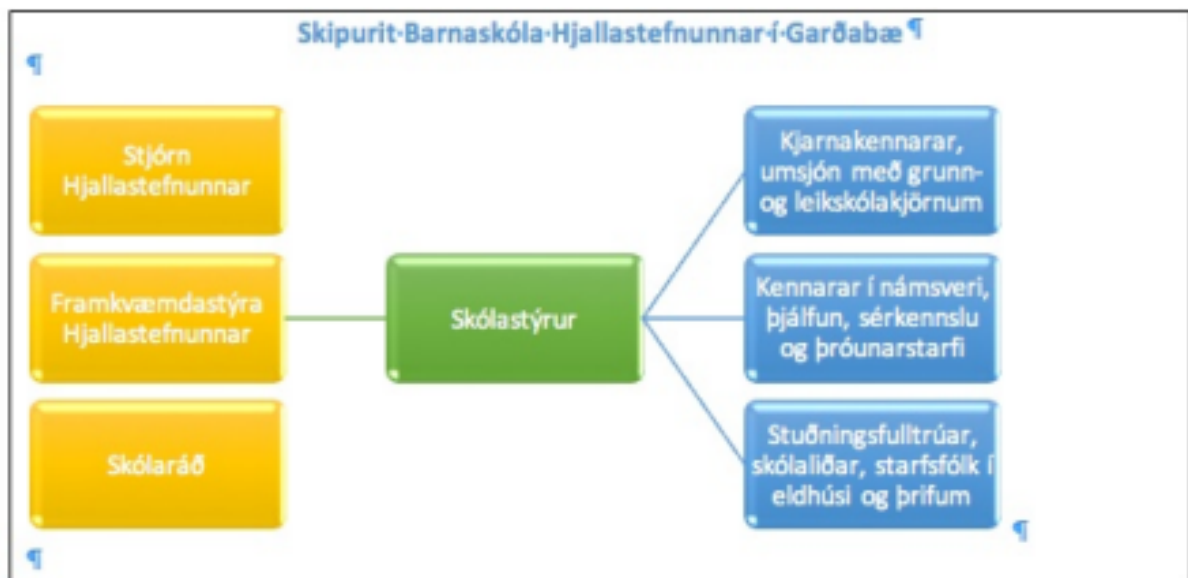 Skipurit·Barnaskóla·Hjallastefnunnar·í·Garðabæ¶
¶
Stjórn
Hjallastefnunnar
Framkvæmdastýra
Hjallastefnunnar
Skólaráð
Skólastýrur
Kjarnakennarar,
umsjón með grunn-
og leikskólakjörnum
Kennarar í námsveri,
þjálfun, sérkennslu
og þróunarstarfi
Stuðningsfulltrúar,
skólaliðar, starfsfólk í
eldhúsi og þrifum
¶
¶